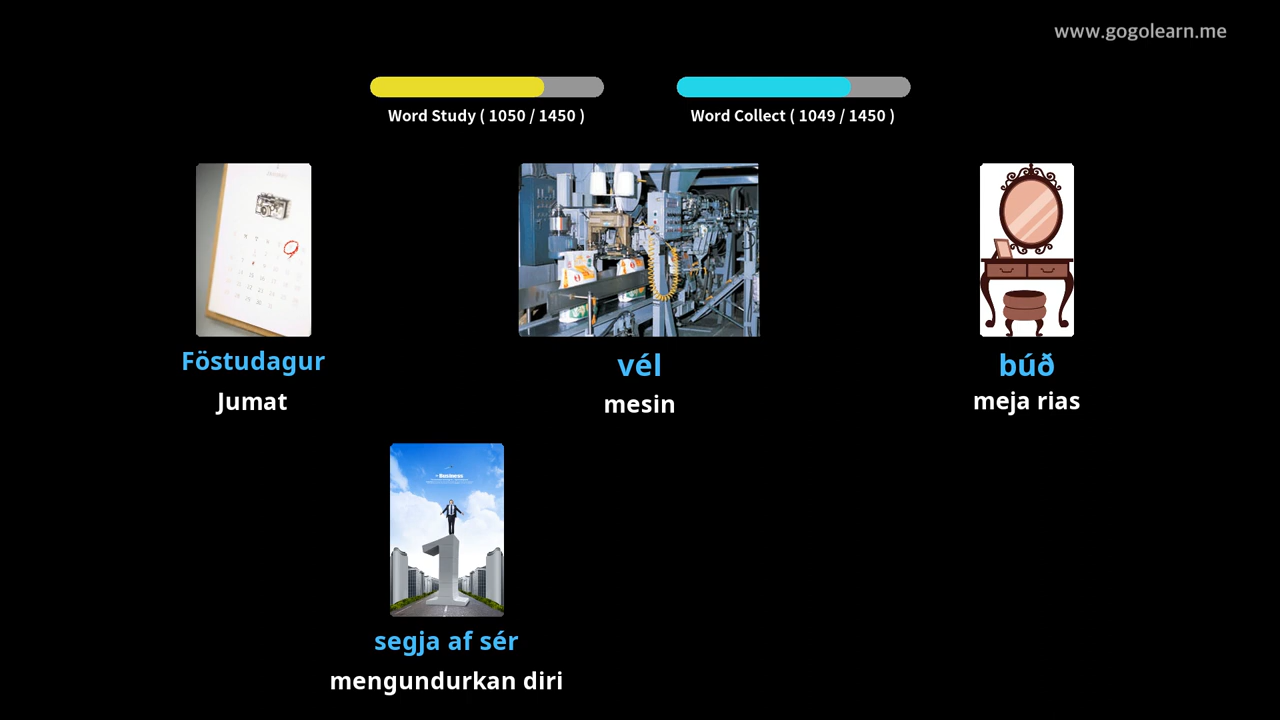 www.gogolearn.me
Word Study ( 1050 / 1450 )
Word Collect ( 1049 / 1450 )
Föstudagur
Jumat
vél
mesin
búð
meja rias
Business
segja af sér
mengundurkan diri